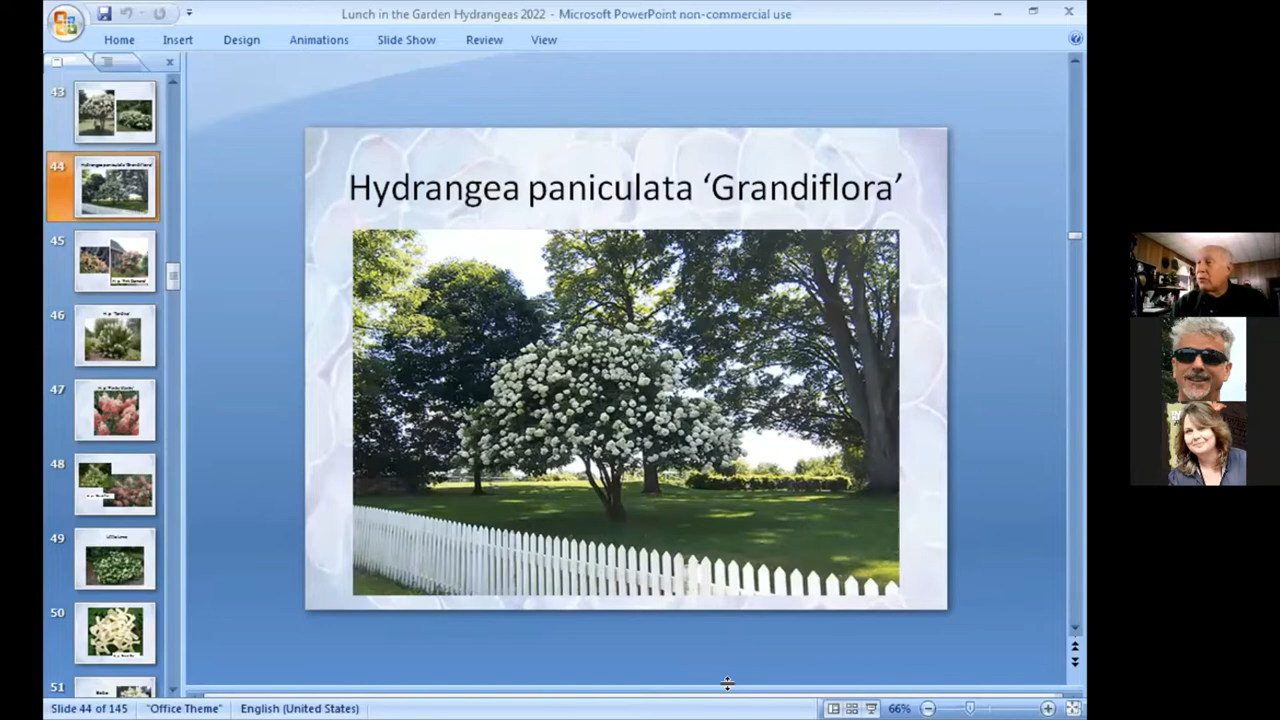 Lunch in the Garden Hydrangeas 2022 - Microsoft PowerPoint non-commercial use
Home Insert Design Animations Slide Show Review View
43
44
45
46
47
48
49
50
51
Hydrangea paniculata ‘Grandiflora’
Slide 44 of 145 "Office Theme" English (United States) 66%